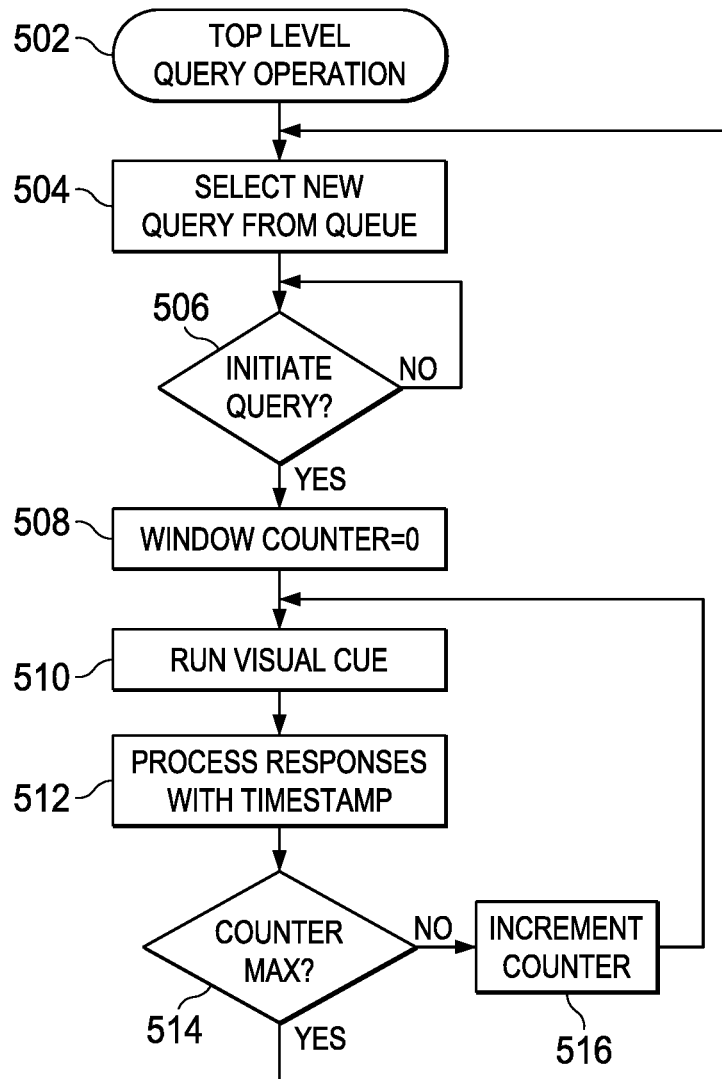 502
TOP LEVEL
QUERY OPERATION
504
SELECT NEW
QUERY FROM QUEUE
506
INITIATE
QUERY?
NO
YES
508
WINDOW COUNTER=0
510
RUN VISUAL CUE
512
PROCESS RESPONSES
WITH TIMESTAMP
COUNTER
MAX?
NO
INCREMENT
COUNTER
514
YES
516